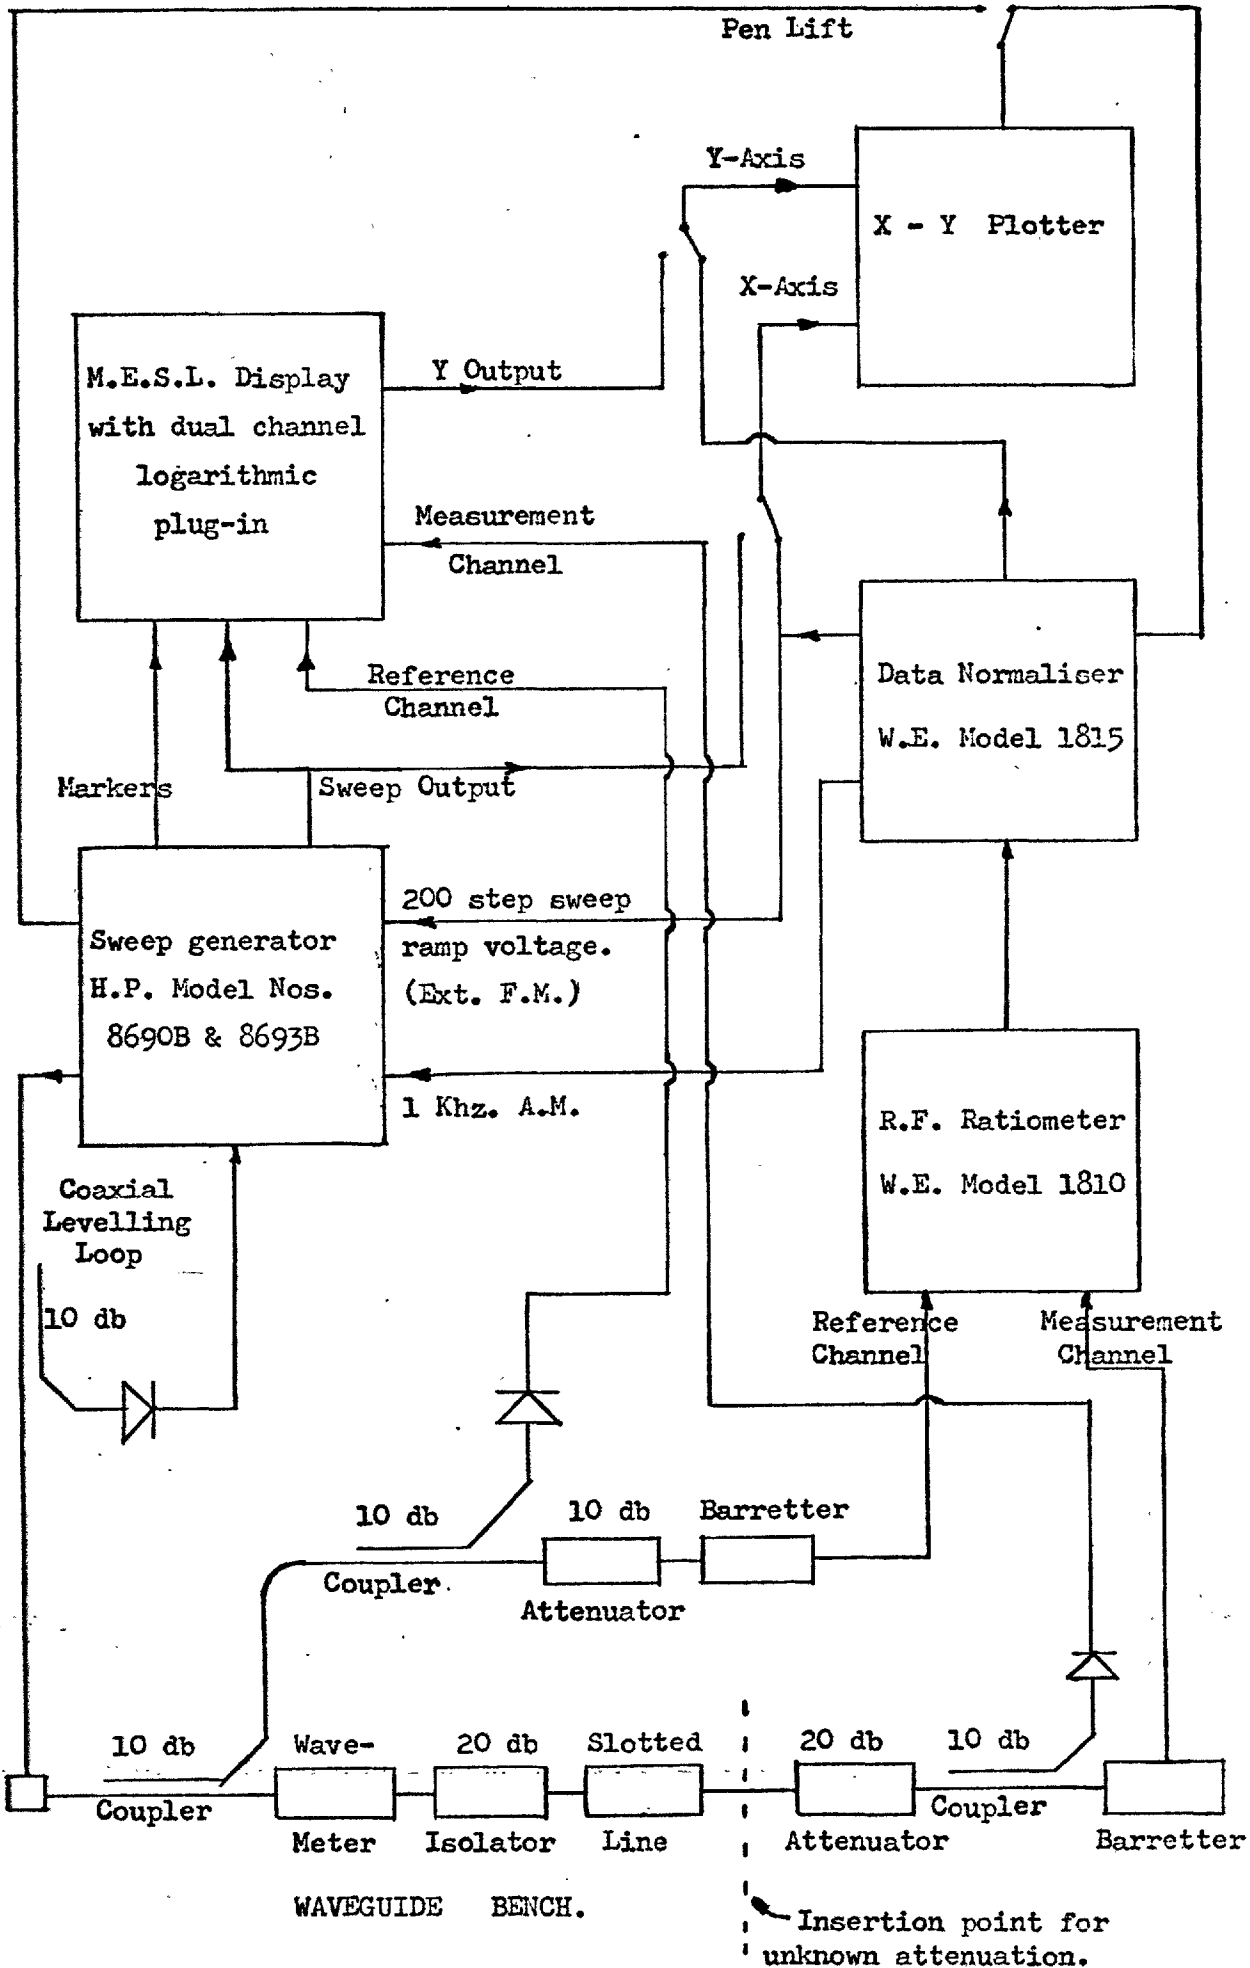 Pen Lift
Y-Axis
X - Y Plotter
X-Axis
M.E.S.L. Display
with dual channel
logarithmic
plug-in
Y Output
Measurement
Channel
Reference
Channel
Data Normaliser
W.E. Model 1815
Markers
Sweep Output
Sweep generator
H.P. Model Nos.
8690B & 8693B
200 step sweep
ramp voltage.
(Ext. F.M.)
1 Khz. A.M.
R.F. Ratiometer
W.E. Model 1810
Coaxial
Levelling
Loop
10 db
Reference
Channel
Measurement
Channel
10 db
Coupler.
10 db
Attenuator
Barretter
10 db
Coupler
Wave-
Meter
20 db
Isolator
Slotted
Line
20 db
Attenuator
10 db
Coupler
Barretter
WAVEGUIDE BENCH.
Insertion point for
unknown attenuation.